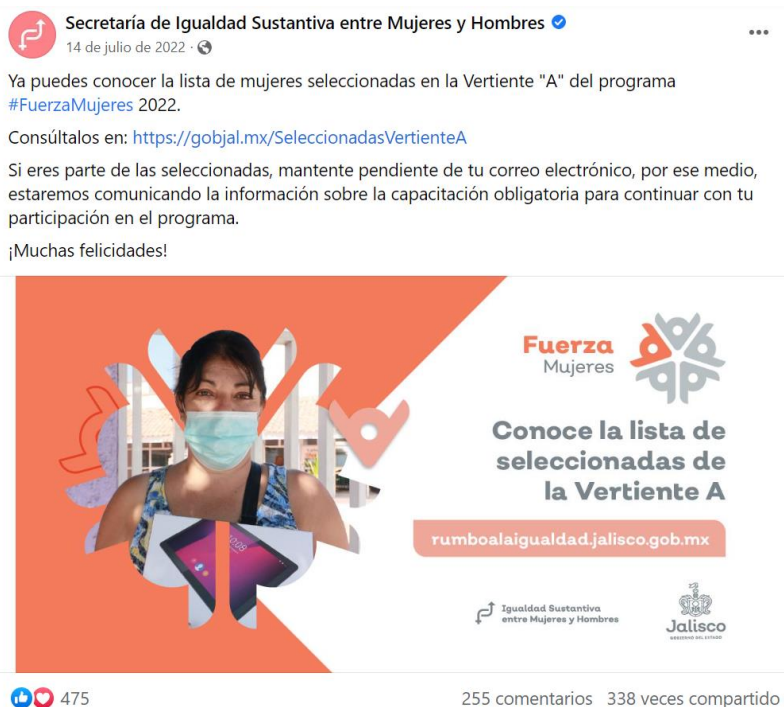 Secretaría de Igualdad Sustantiva entre Mujeres y Hombres
14 de julio de 2022 ·
Ya puedes conocer la lista de mujeres seleccionadas en la Vertiente "A" del programa
#FuerzaMujeres 2022.
Consúltalos en: https://gobjal.mx/SeleccionadasVertienteA
Si eres parte de las seleccionadas, mantente pendiente de tu correo electrónico, por ese medio,
estaremos comunicando la información sobre la capacitación obligatoria para continuar con tu
participación en el programa.
¡Muchas felicidades!
Fuerza
Mujeres
Conoce la lista de
seleccionadas de
la Vertiente A
rumboalaigualdad.jalisco.gob.mx
Igualdad Sustantiva
entre Mujeres y Hombres
Jalisco
GOBIERNO DEL ESTADO
475
255 comentarios 338 veces compartido